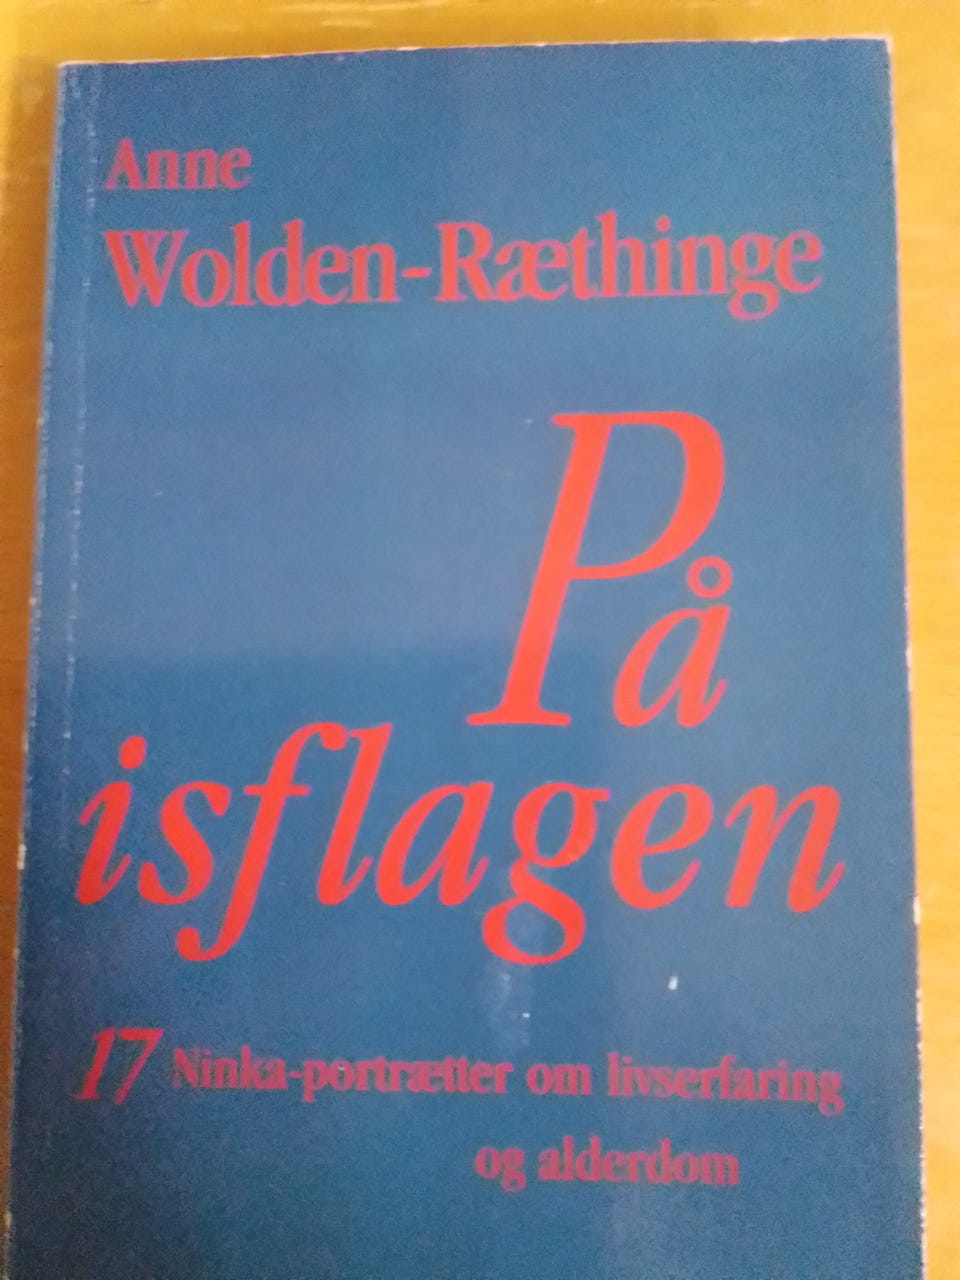 Anne
Wolden-Ræthinge
På
isflagen
17 Ninka-portrætter om livserfaring
og alderdom